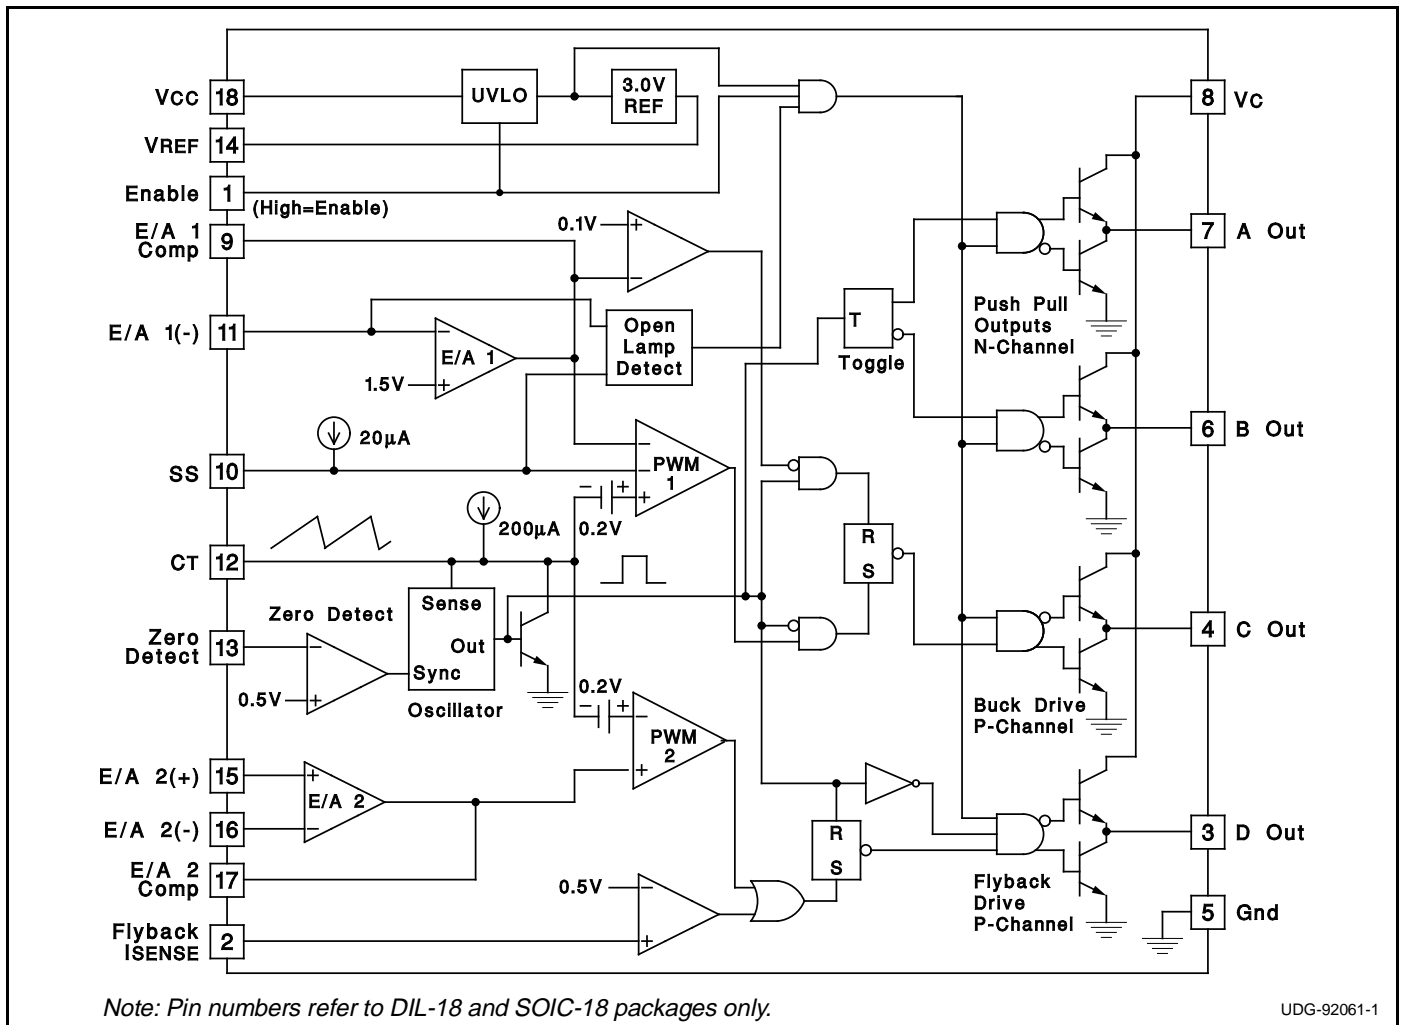 VCC 18
UVLO
3.0V
REF
8 VC
VREF 14
Enable 1
(High=Enable)
E/A 1
Comp 9
0.1V
+
−
7 A Out
Push Pull
Outputs
N-Channel
E/A 1(-) 11
−
E/A 1
1.5V
+
Open
Lamp
Detect
T
Toggle
20µA
SS 10
−
−
+
PWM
1
6 B Out
− +
0.2V
200µA
CT 12
R
S
Zero Detect
Sense
Out
Sync
Oscillator
Zero
Detect 13
−
0.5V
+
4 C Out
Buck Drive
P-Channel
0.2V
− +
−
PWM
2
+
E/A 2(+) 15
+
E/A 2
−
E/A 2(-) 16
E/A 2
Comp 17
R
S
3 D Out
Flyback
Drive
P-Channel
0.5V
−
+
Flyback
ISENSE 2
5 Gnd
Note: Pin numbers refer to DIL-18 and SOIC-18 packages only.
UDG-92061-1